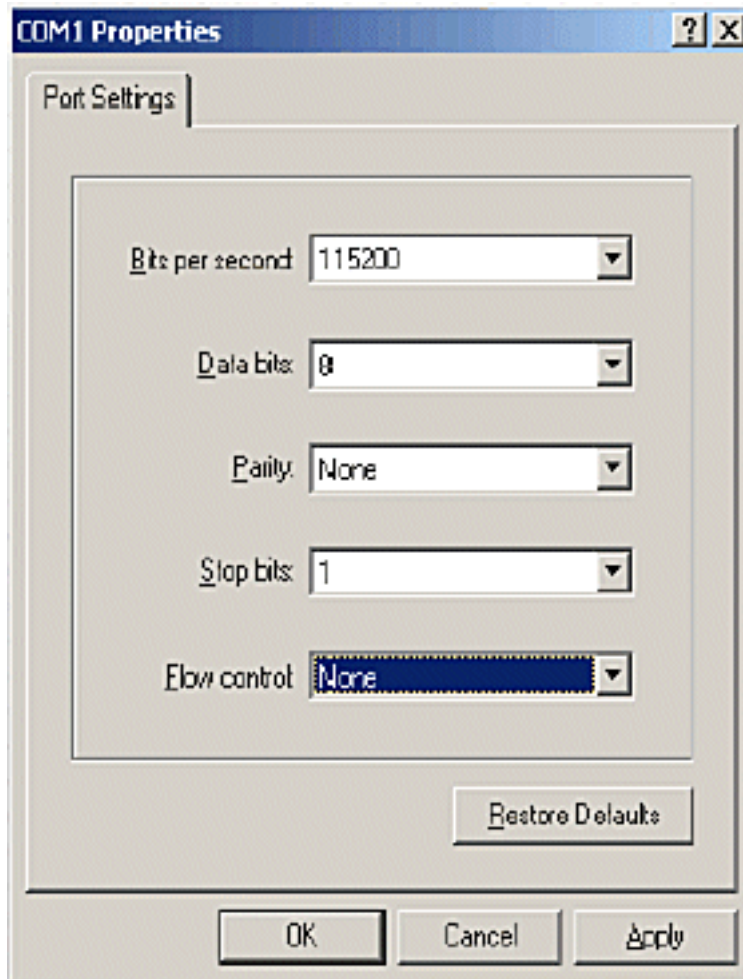 COM1 Properties
Port Settings
Bits per second: 115200
Data bits: 8
Parity: None
Stop bits: 1
Flow control: None
Restore Defaults
OK Cancel Apply